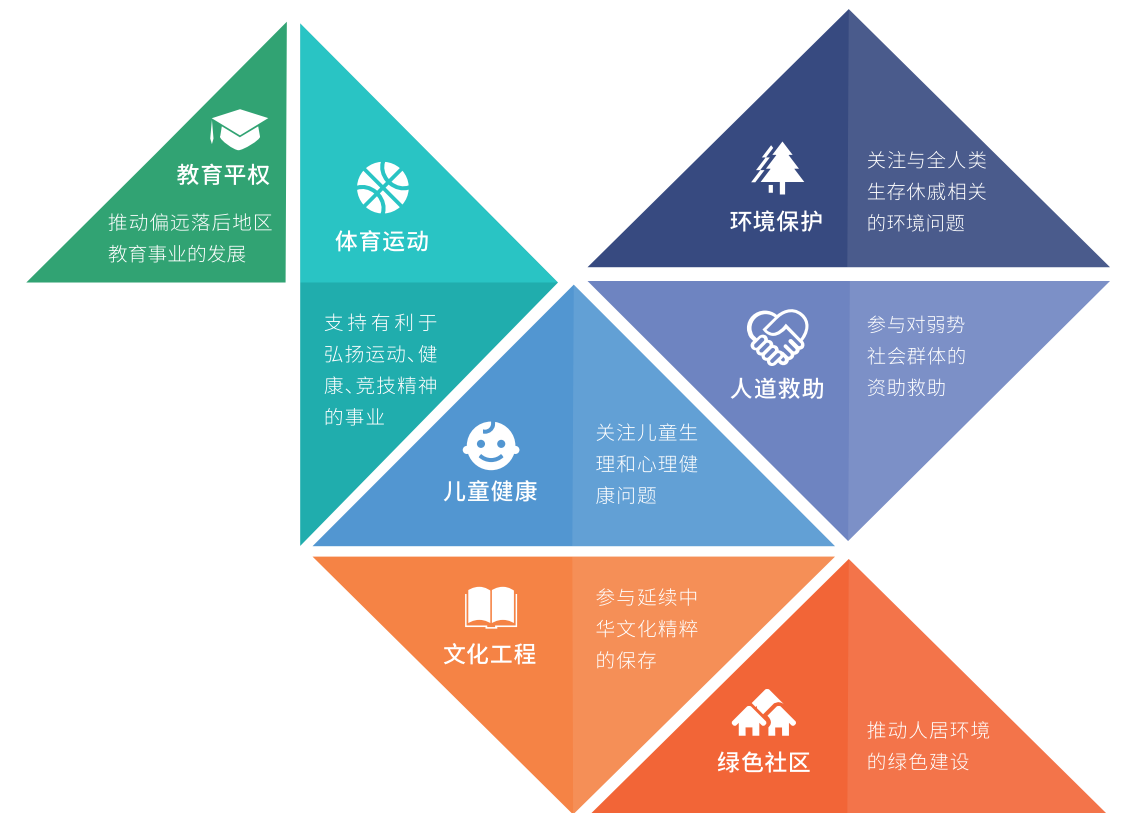 教育平权
推动偏远落后地区
教育事业的发展
体育运动
支持有利于
弘扬运动、健
康、竞技精神
的事业
环境保护
关注与全人类
生存休戚相关
的环境问题
人道救助
参与对弱势
社会群体的
资助救助
儿童健康
关注儿童生
理和心理健
康问题
文化工程
参与延续中
华文化精粹
的保存
绿色社区
推动人居环境
的绿色建设